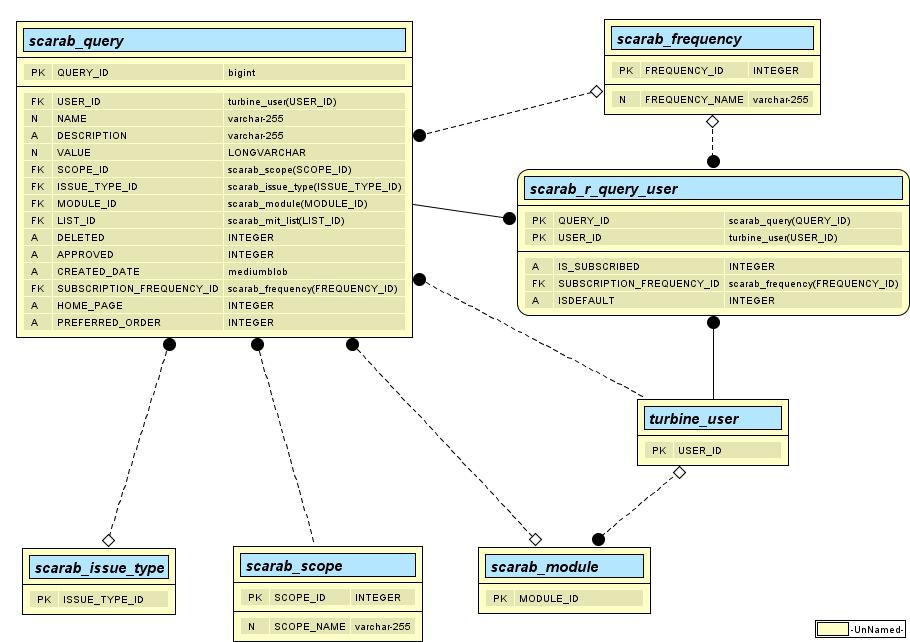 scarab_query
PK QUERY_ID bigint
FK USER_ID turbine_user(USER_ID)
N NAME varchar-255
A DESCRIPTION varchar-255
N VALUE LONGVARCHAR
FK SCOPE_ID scarab_scope(SCOPE_ID)
FK ISSUE_TYPE_ID scarab_issue_type(ISSUE_TYPE_ID)
FK MODULE_ID scarab_module(MODULE_ID)
FK LIST_ID scarab_mit_list(LIST_ID)
A DELETED INTEGER
A APPROVED INTEGER
A CREATED_DATE mediumblob
FK SUBSCRIPTION_FREQUENCY_ID scarab_frequency(FREQUENCY_ID)
A HOME_PAGE INTEGER
A PREFERRED_ORDER INTEGER
scarab_frequency
PK FREQUENCY_ID INTEGER
N FREQUENCY_NAME varchar-255
scarab_r_query_user
PK QUERY_ID scarab_query(QUERY_ID)
PK USER_ID turbine_user(USER_ID)
A IS_SUBSCRIBED INTEGER
FK SUBSCRIPTION_FREQUENCY_ID scarab_frequency(FREQUENCY_ID)
A ISDEFAULT INTEGER
turbine_user
PK USER_ID
scarab_issue_type
PK ISSUE_TYPE_ID
scarab_scope
PK SCOPE_ID INTEGER
N SCOPE_NAME varchar-255
scarab_module
PK MODULE_ID
-UnNamed-